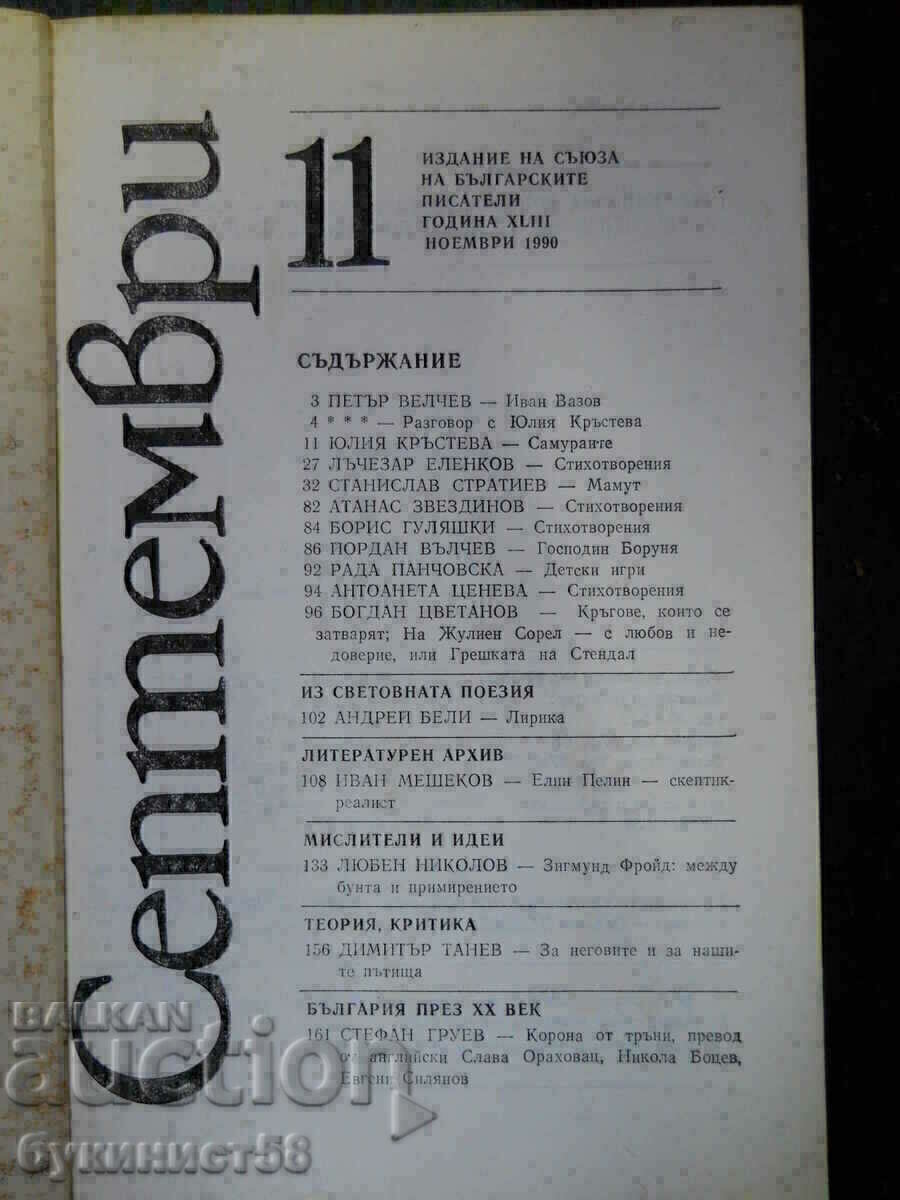 Септември
11
ИЗДАНИЕ НА СЪЮЗА
НА БЪЛГАРСКИТЕ
ПИСАТЕЛИ
ГОДИНА XLIII
НОЕМВРИ 1990
СЪДЪРЖАНИЕ
3 ПЕТЪР ВЕЛЧЕВ — Иван Вазов
4 * * * — Разговор с Юлия Кръстева
11 ЮЛИЯ КРЪСТЕВА — Самураите
27 ЛЪЧЕЗАР ЕЛЕНКОВ — Стихотворения
32 СТАНИСЛАВ СТРАТИЕВ — Мамут
82 АТАНАС ЗВЕЗДИНОВ — Стихотворения
84 БОРИС ГУЛЯШКИ — Стихотворения
86 ЙОРДАН ВЪЛЧЕВ — Господин Боруня
92 РАДА ПАНЧОВСКА — Детски игри
94 АНТОАНЕТА ЦЕНЕВА — Стихотворения
96 БОГДАН ЦВЕТАНОВ — Кръгове, които се
затварят; На Жулиен Сорел — с любов и не-
доверие, или Грешката на Стендал
ИЗ СВЕТОВНАТА ПОЕЗИЯ
102 АНДРЕЙ БЕЛИ — Лирика
ЛИТЕРАТУРЕН АРХИВ
108 ИВАН МЕШЕКОВ — Елин Пелин — скептик-
реалист
МИСЛИТЕЛИ И ИДЕИ
133 ЛЮБЕН НИКОЛОВ — Зигмунд Фройд: между
бунта и примирението
ТЕОРИЯ, КРИТИКА
156 ДИМИТЪР ТАНЕВ — За неговите и за наши-
те пътища
БЪЛГАРИЯ ПРЕЗ XX ВЕК
161 СТЕФАН ГРУЕВ — Корона от тръни, превод
от английски Слава Ораховац, Никола Боцев,
Евгени Силянов
BALKAN
auction
букинист58